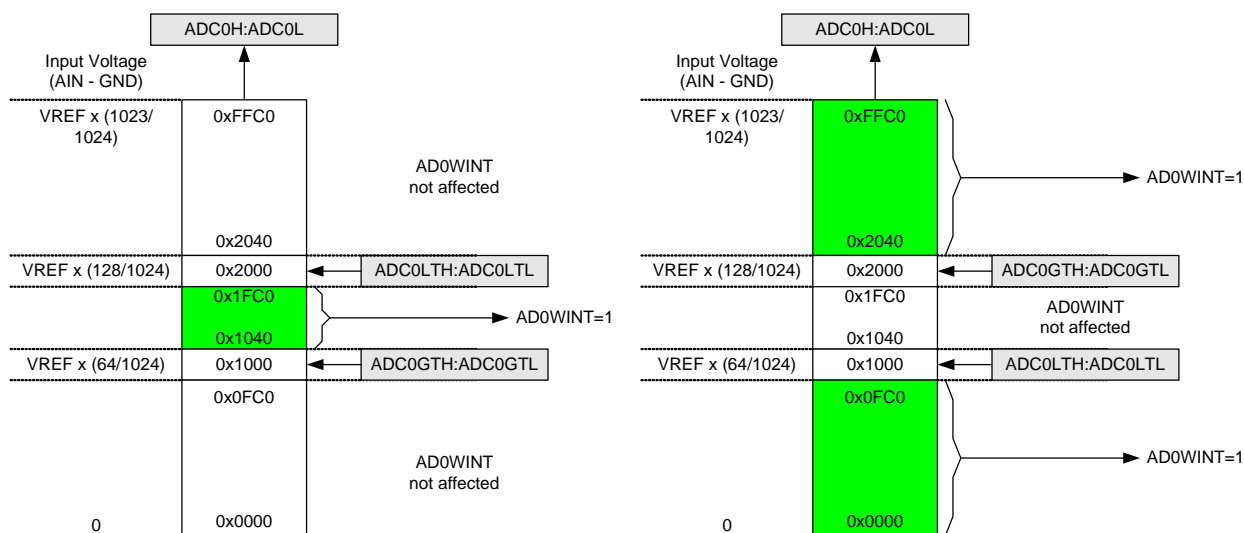 ADC0H:ADC0L
Input Voltage
(AIN - GND)
VREF x (1023/
1024)
0xFFC0
AD0WINT
not affected
0x2040
VREF x (128/1024)
0x2000
ADC0LTH:ADC0LTL
0x1FC0
AD0WINT=1
0x1040
VREF x (64/1024)
0x1000
ADC0GTH:ADC0GTL
0x0FC0
AD0WINT
not affected
0
0x0000
ADC0H:ADC0L
Input Voltage
(AIN - GND)
VREF x (1023/
1024)
0xFFC0
AD0WINT=1
0x2040
VREF x (128/1024)
0x2000
ADC0GTH:ADC0GTL
0x1FC0
AD0WINT
not affected
0x1040
VREF x (64/1024)
0x1000
ADC0LTH:ADC0LTL
0x0FC0
AD0WINT=1
0
0x0000